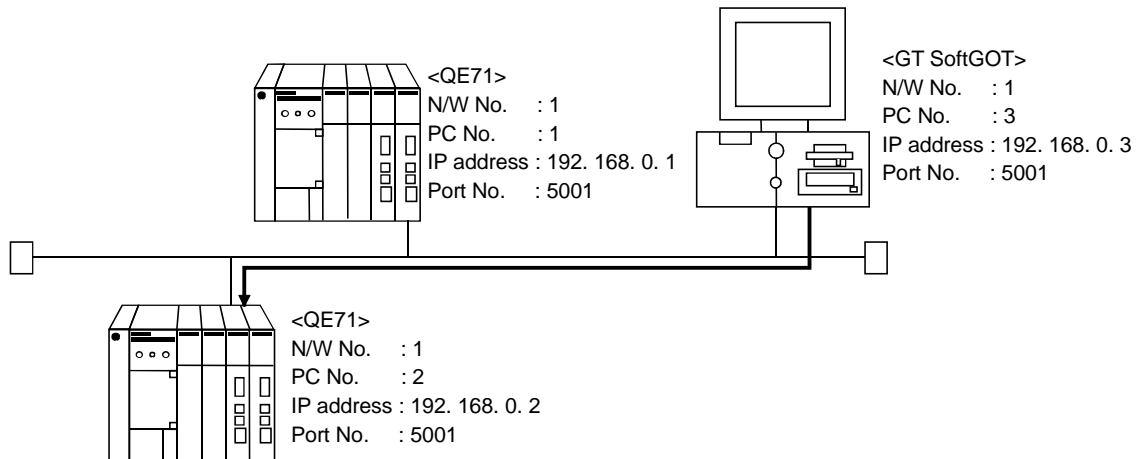 <QE71>
N/W No. : 1
PC No. : 1
IP address : 192. 168. 0. 1
Port No. : 5001
<GT SoftGOT>
N/W No. : 1
PC No. : 3
IP address : 192. 168. 0. 3
Port No. : 5001
<QE71>
N/W No. : 1
PC No. : 2
IP address : 192. 168. 0. 2
Port No. : 5001